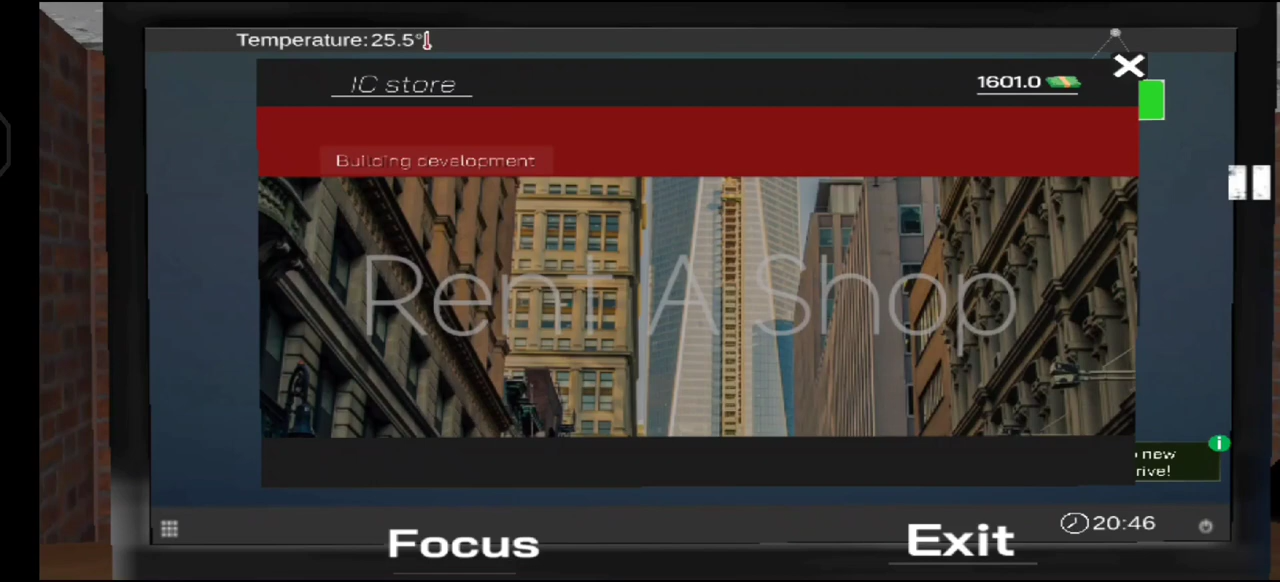 Temperature: 25.5°
IC store
1601.0
Building development
Rent A Shop
new
rive!
20:46
Focus
Exit